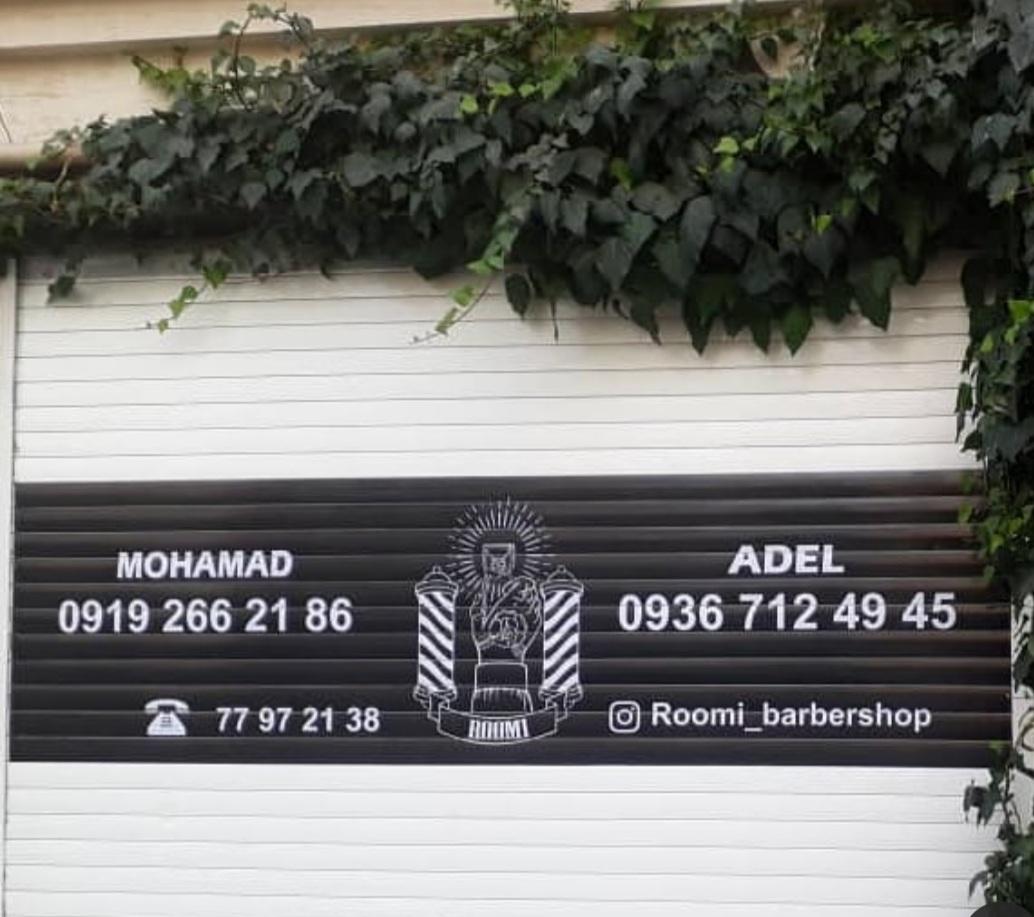 MOHAMAD
0919 266 21 86
77 97 21 38
ROOMI
ADEL
0936 712 49 45
Roomi_barbershop